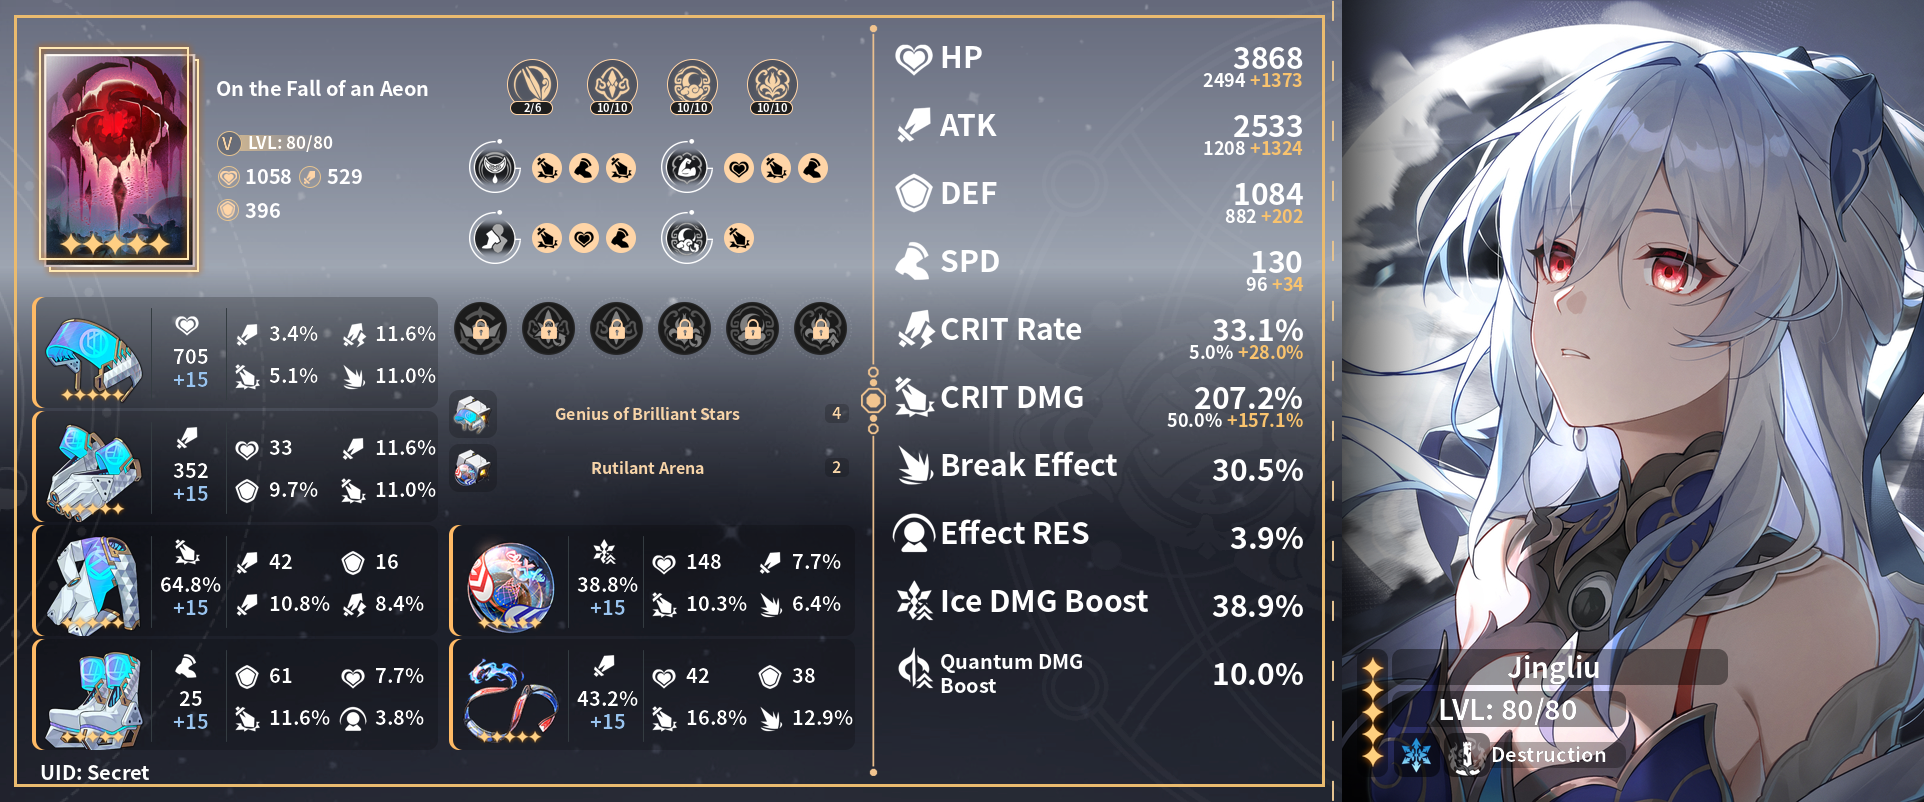 On the Fall of an Aeon
V LVL: 80/80
1058 529
396
2/6 10/10 10/10 10/10
705
+15
3.4% 11.6%
5.1% 11.0%
352
+15
33 11.6%
9.7% 11.0%
64.8%
+15
42 16
10.8% 8.4%
25
+15
61 7.7%
11.6% 3.8%
Genius of Brilliant Stars 4
Rutilant Arena 2
38.8%
+15
148 7.7%
10.3% 6.4%
43.2%
+15
42 38
16.8% 12.9%
UID: Secret
HP 3868
2494 +1373
ATK 2533
1208 +1324
DEF 1084
882 +202
SPD 130
96 +34
CRIT Rate 33.1%
5.0% +28.0%
CRIT DMG 207.2%
50.0% +157.1%
Break Effect 30.5%
Effect RES 3.9%
Ice DMG Boost 38.9%
Quantum DMG
Boost 10.0%
Jingliu
LVL: 80/80
Destruction